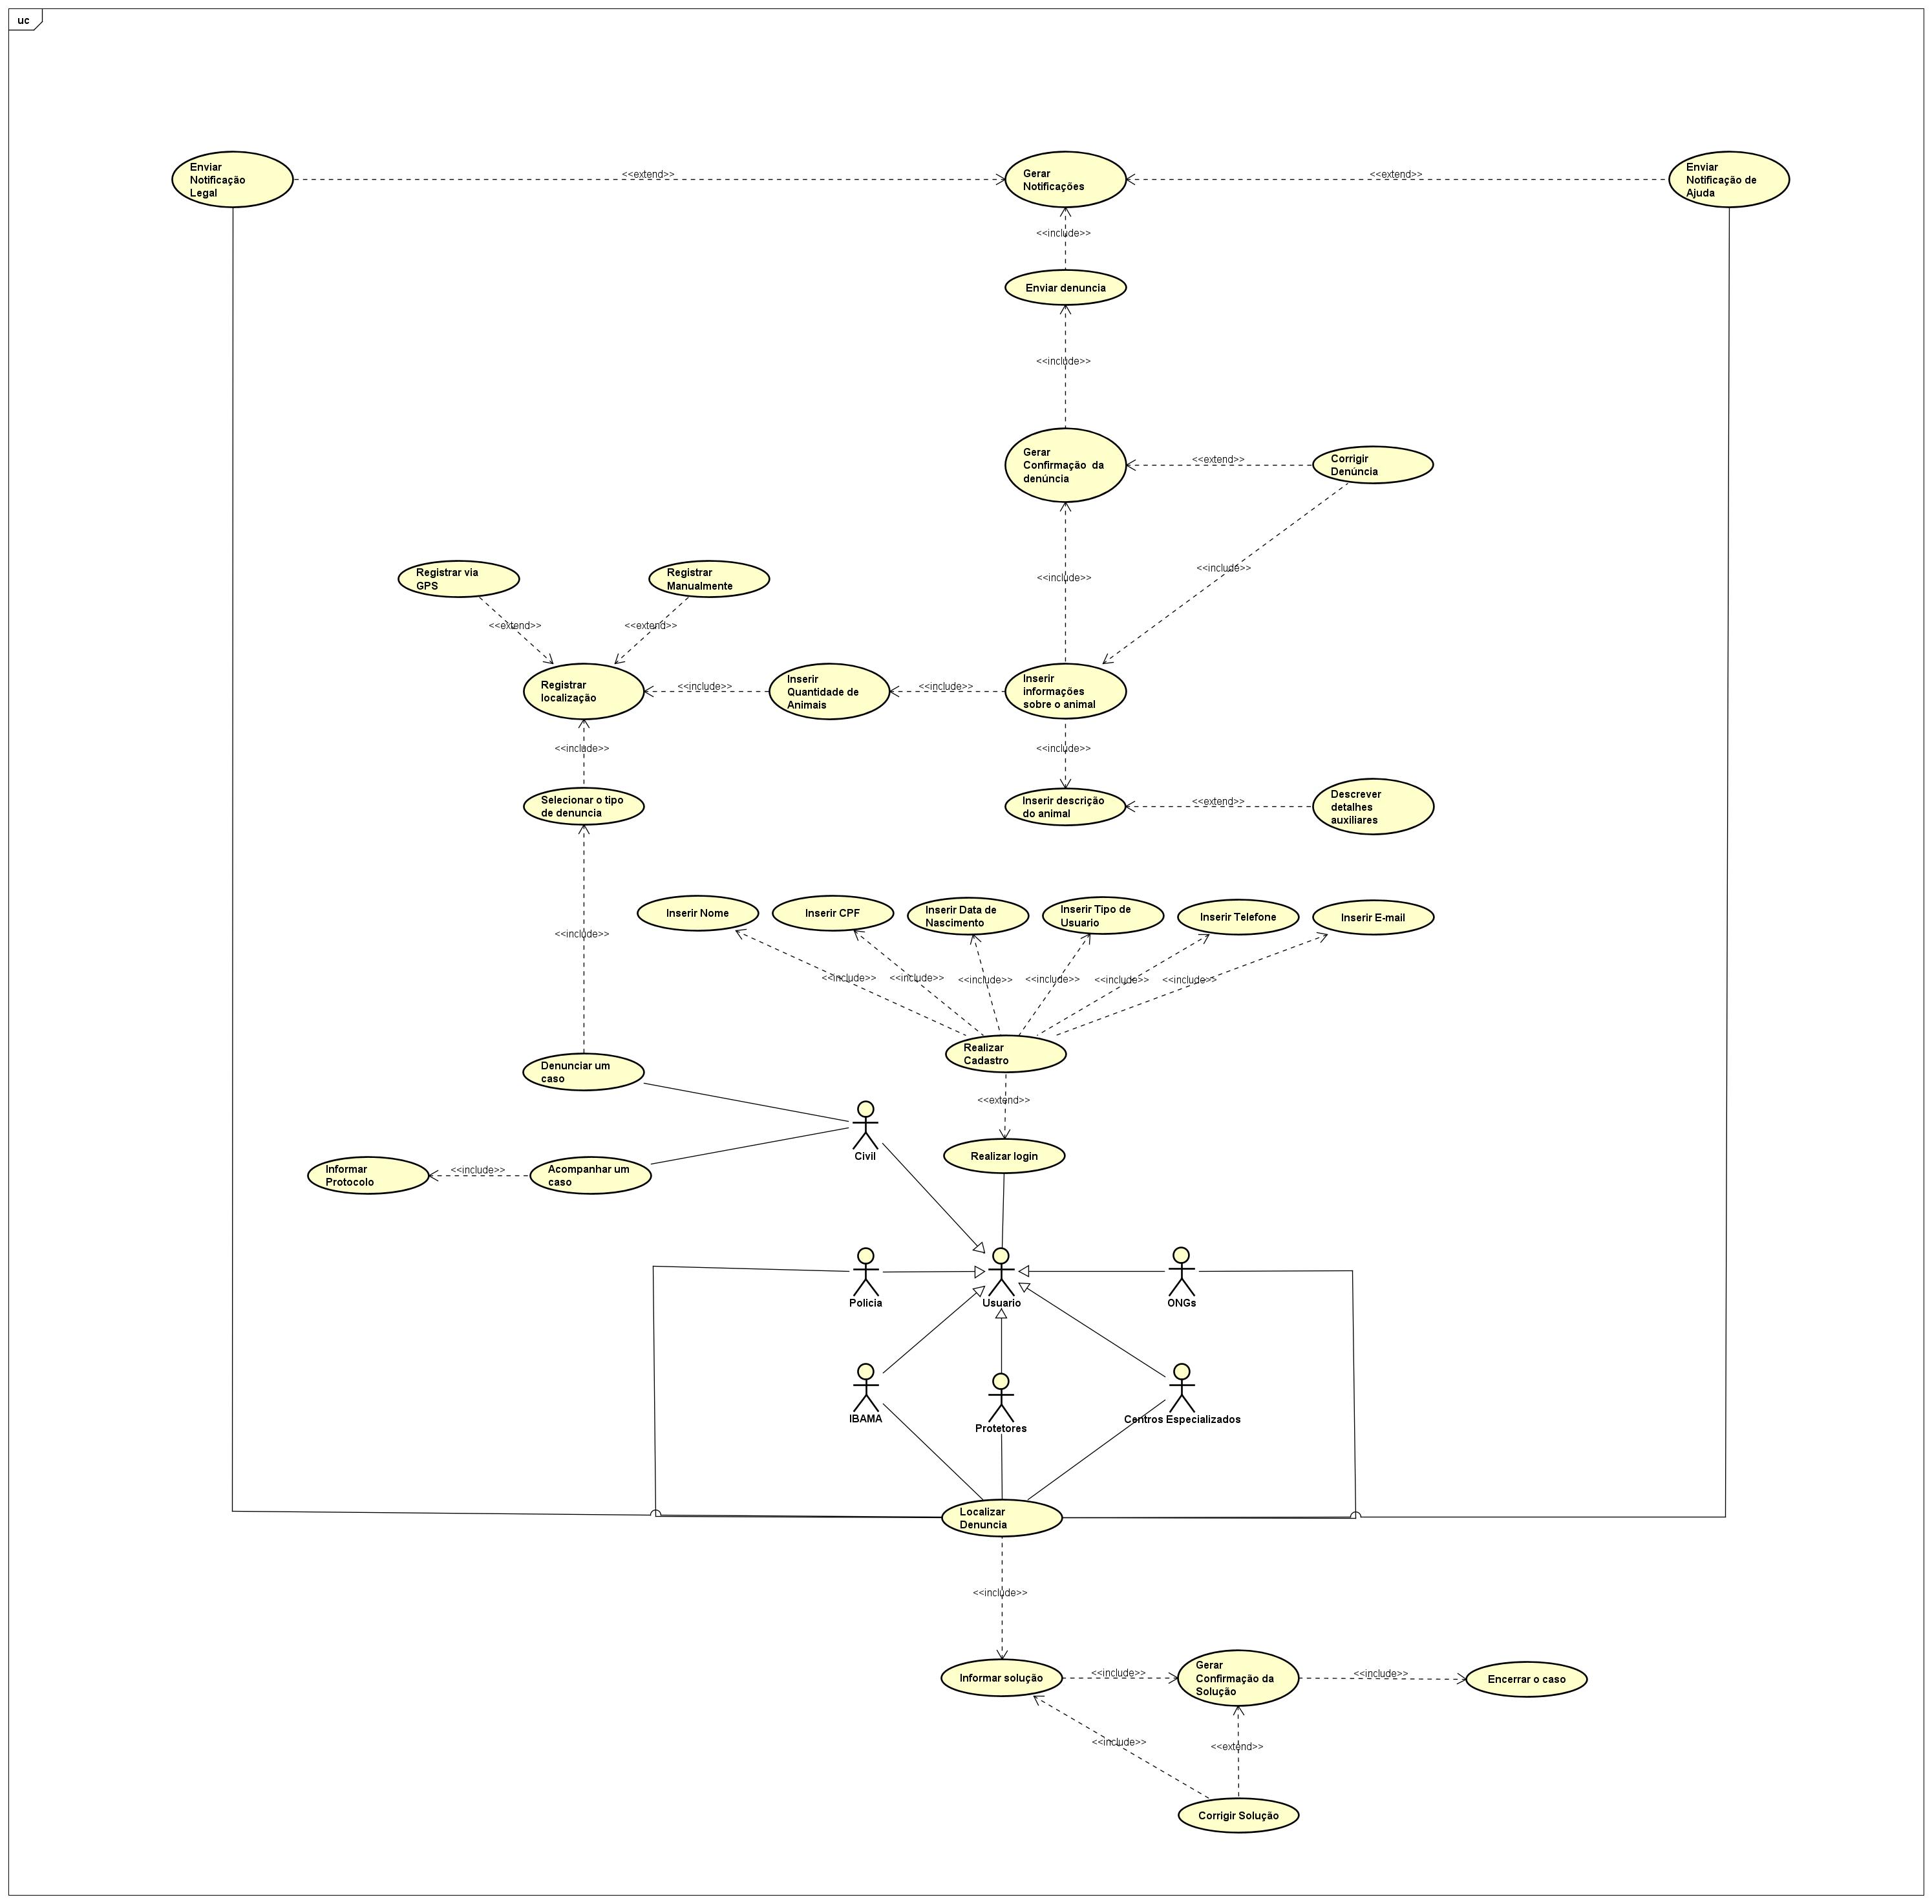 uc
Enviar
Notificação
Legal
<<extend>>
Gerar
Notificações
<<extend>>
Enviar
Notificação de
Ajuda
<<include>>
Enviar denuncia
<<include>>
Gerar
Confirmação da
denúncia
<<extend>>
Corrigir
Denúncia
Registrar via
GPS
Registrar
Manualmente
<<include>>
<<include>>
<<extend>>
<<extend>>
Registrar
localização
<<include>>
Inserir
Quantidade de
Animais
<<include>>
Inserir
informações
sobre o animal
<<include>>
<<include>>
Selecionar o tipo
de denuncia
Inserir descrição
do animal
<<extend>>
Descrever
detalhes
auxiliares
<<include>>
Inserir Nome
Inserir CPF
Inserir Data de
Nascimento
Inserir Tipo de
Usuario
Inserir Telefone
Inserir E-mail
<<include>>
<<include>>
<<include>>
<<include>>
<<include>>
<<include>>
Realizar
Cadastro
Denunciar um
caso
<<extend>>
Civil
Realizar login
Informar
Protocolo
<<include>>
Acompanhar um
caso
Policia
Usuario
ONGs
IBAMA
Protetores
Centros Especializados
Localizar
Denuncia
<<include>>
Informar solução
<<include>>
Gerar
Confirmação da
Solução
<<include>>
Encerrar o caso
<<include>>
<<extend>>
Corrigir Solução